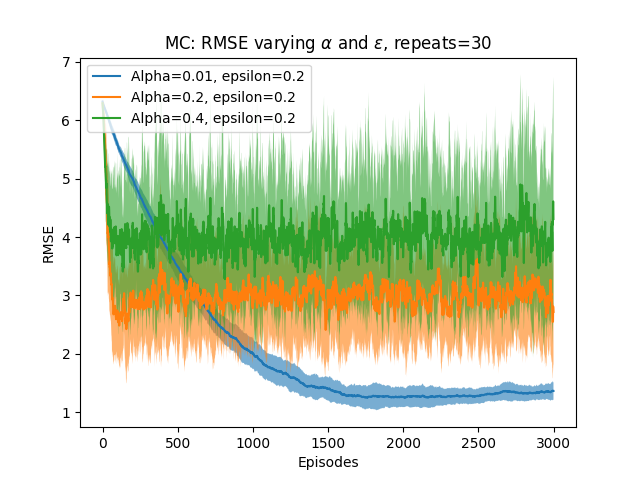 MC: RMSE varying α and ε, repeats=30
7
6
5
4
3
2
1
RMSE
Alpha=0.01, epsilon=0.2
Alpha=0.2, epsilon=0.2
Alpha=0.4, epsilon=0.2
0 500 1000 1500 2000 2500 3000
Episodes